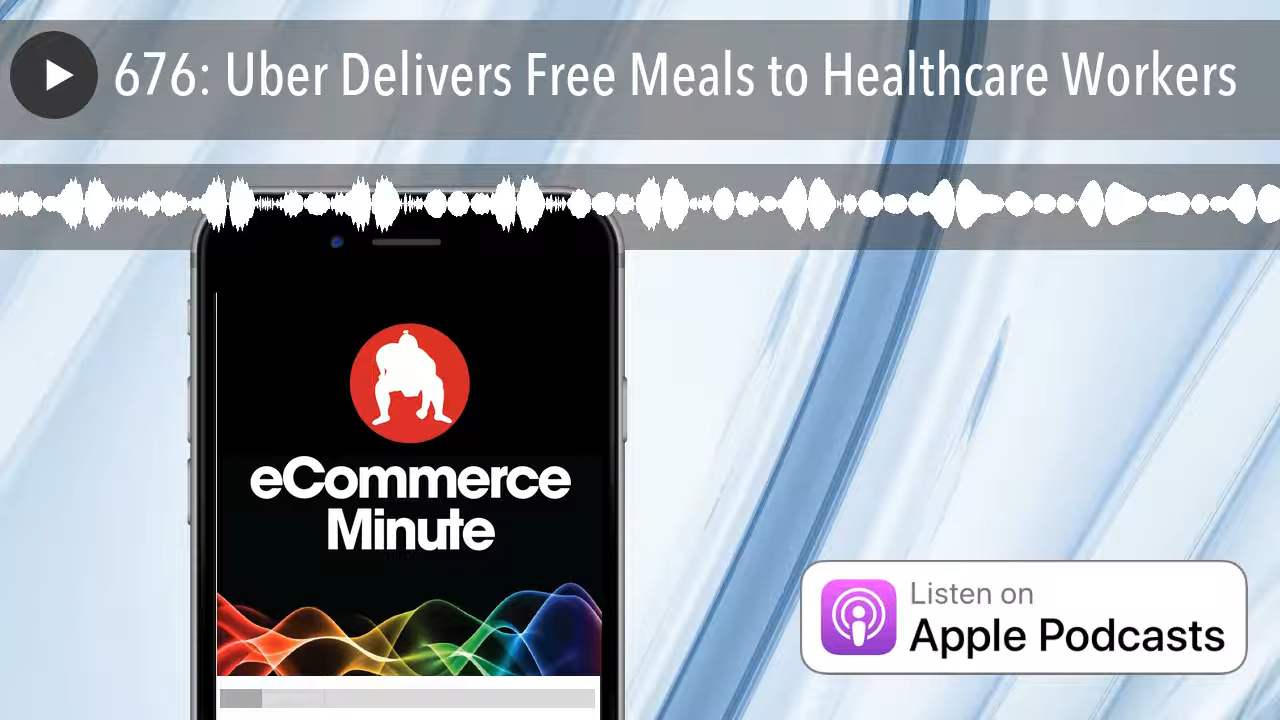 676: Uber Delivers Free Meals to Healthcare Workers
eCommerce
Minute
Listen on
Apple Podcasts